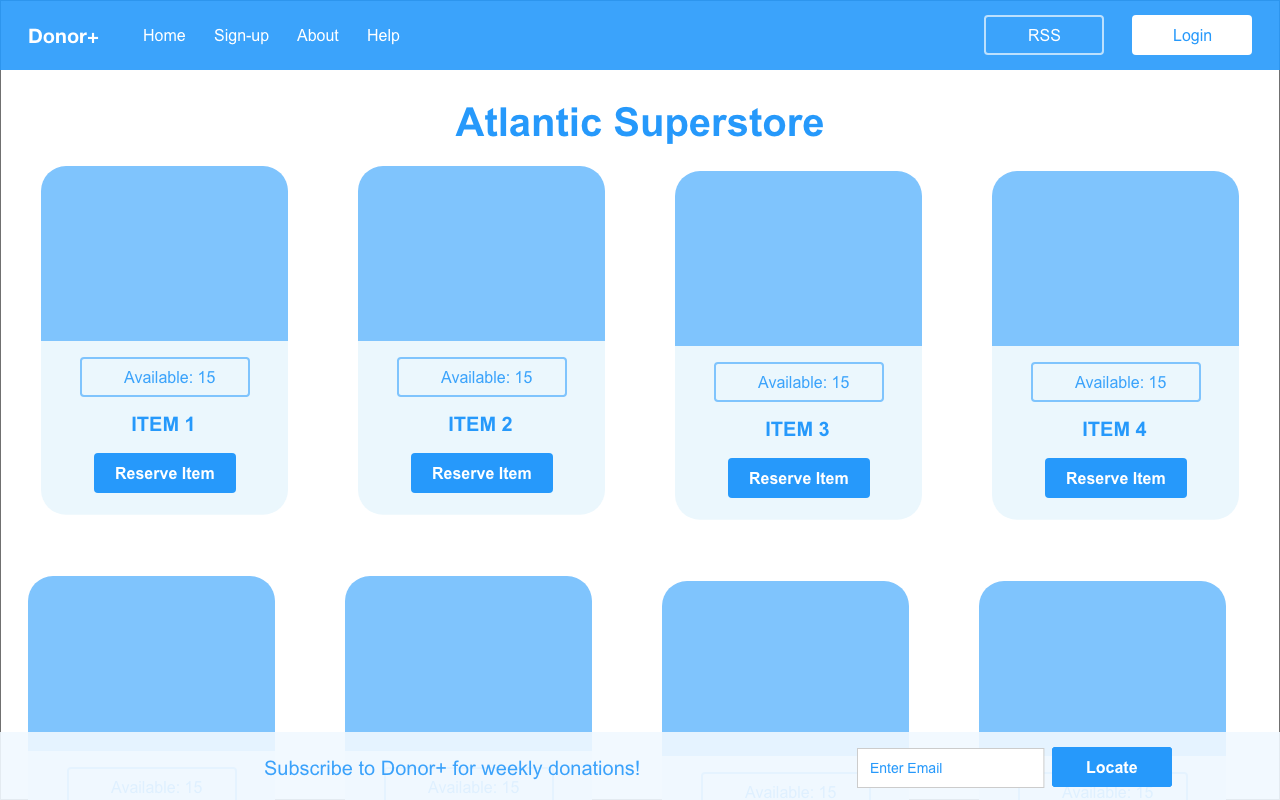 Donor+ Home Sign-up About Help RSS Login
Atlantic Superstore
Available: 15 Available: 15 Available: 15 Available: 15
ITEM 1 ITEM 2 ITEM 3 ITEM 4
Reserve Item Reserve Item Reserve Item Reserve Item
Subscribe to Donor+ for weekly donations! Enter Email Locate
Available: 15 Available: 15 Available: 15 Available: 15